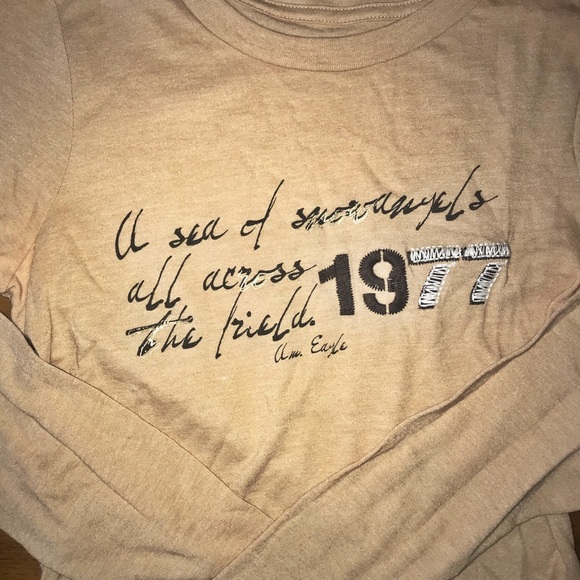 A sea of snowangels
all across 1977
the field.
Am. Eagle